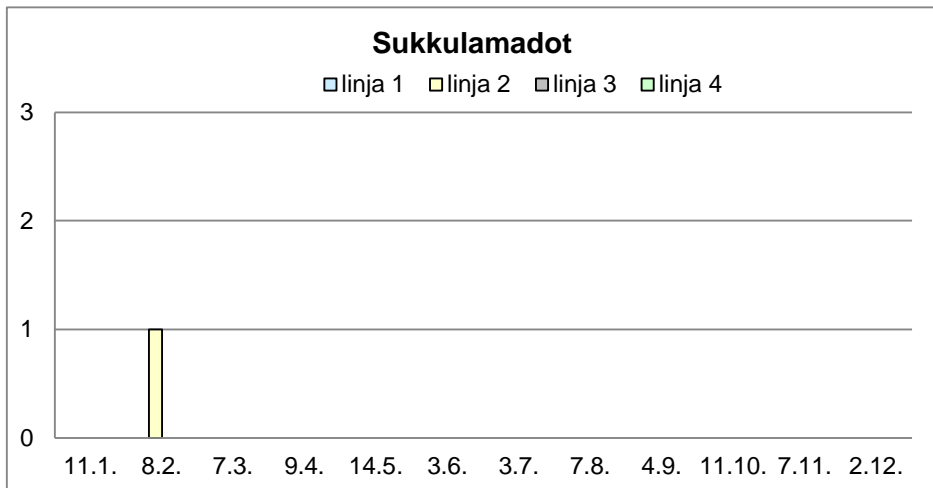 Sukkulamadot
linja 1 linja 2 linja 3 linja 4
3
2
1
0
11.1. 8.2. 7.3. 9.4. 14.5. 3.6. 3.7. 7.8. 4.9. 11.10. 7.11. 2.12.